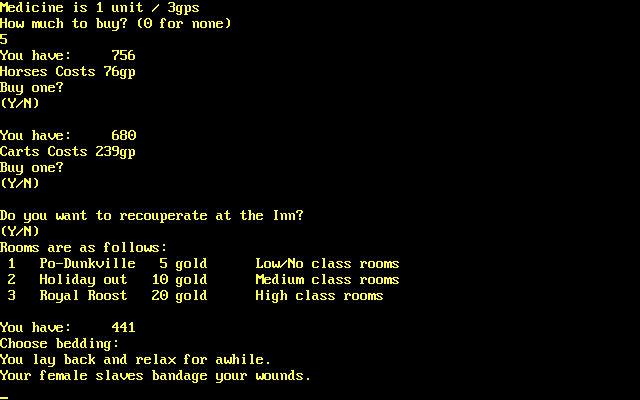 Medicine is 1 unit / 3gps
How much to buy? (0 for none)
5
You have:     756
Horses Costs 76gp
Buy one?
(Y/N)
You have:     680
Carts Costs 239gp
Buy one?
(Y/N)
Do you want to recouperate at the Inn?
(Y/N)
Rooms are as follows:
1   Po-Dunkville   5 gold      Low/No class rooms
2   Holiday out   10 gold      Medium class rooms
3   Royal Roost   20 gold      High class rooms
You have:     441
Choose bedding:
You lay back and relax for awhile.
Your female slaves bandage your wounds.